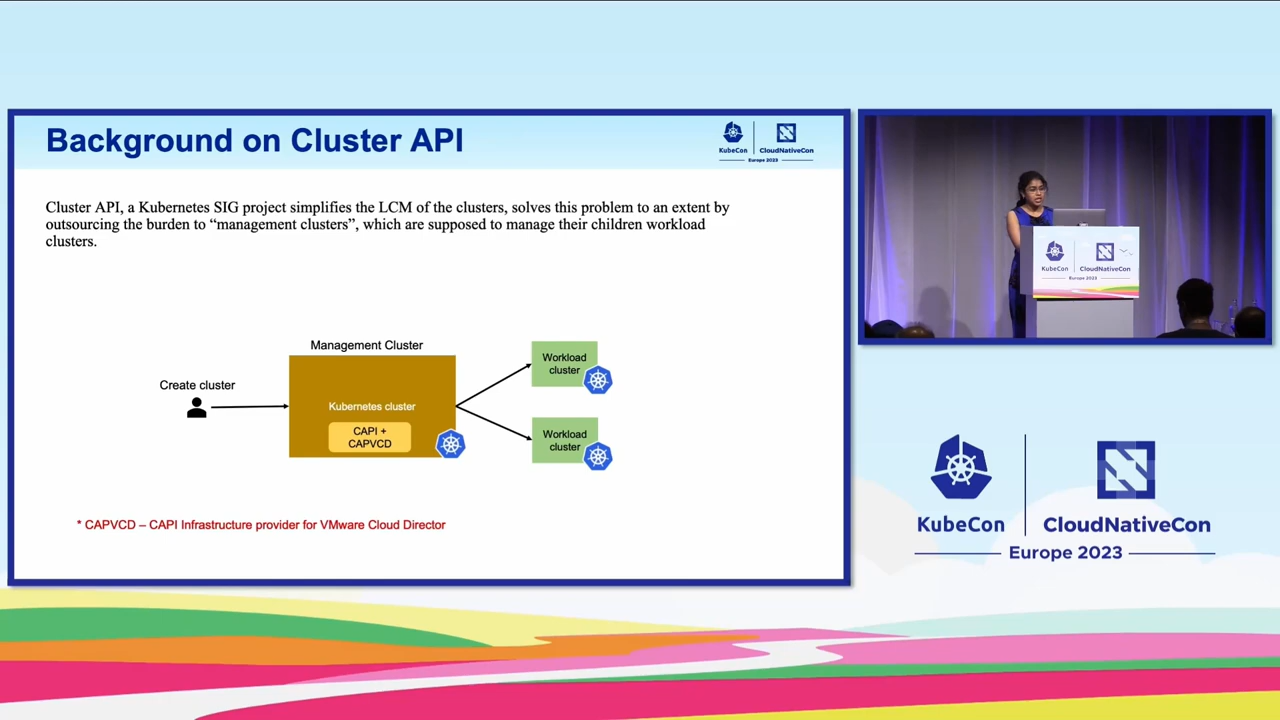 Background on Cluster API
KubeCon
CloudNativeCon
Europe 2023
Cluster API, a Kubernetes SIG project simplifies the LCM of the clusters, solves this problem to an extent by
outsourcing the burden to “management clusters”, which are supposed to manage their children workload
clusters.
Management Cluster
Create cluster
Kubernetes cluster
CAPI +
CAPVCD
Workload
cluster
Workload
cluster
* CAPVCD – CAPI Infrastructure provider for VMware Cloud Director
KubeCon
CloudNativeCon
Europe 2023
KubeCon
CloudNativeCon
Europe 2023